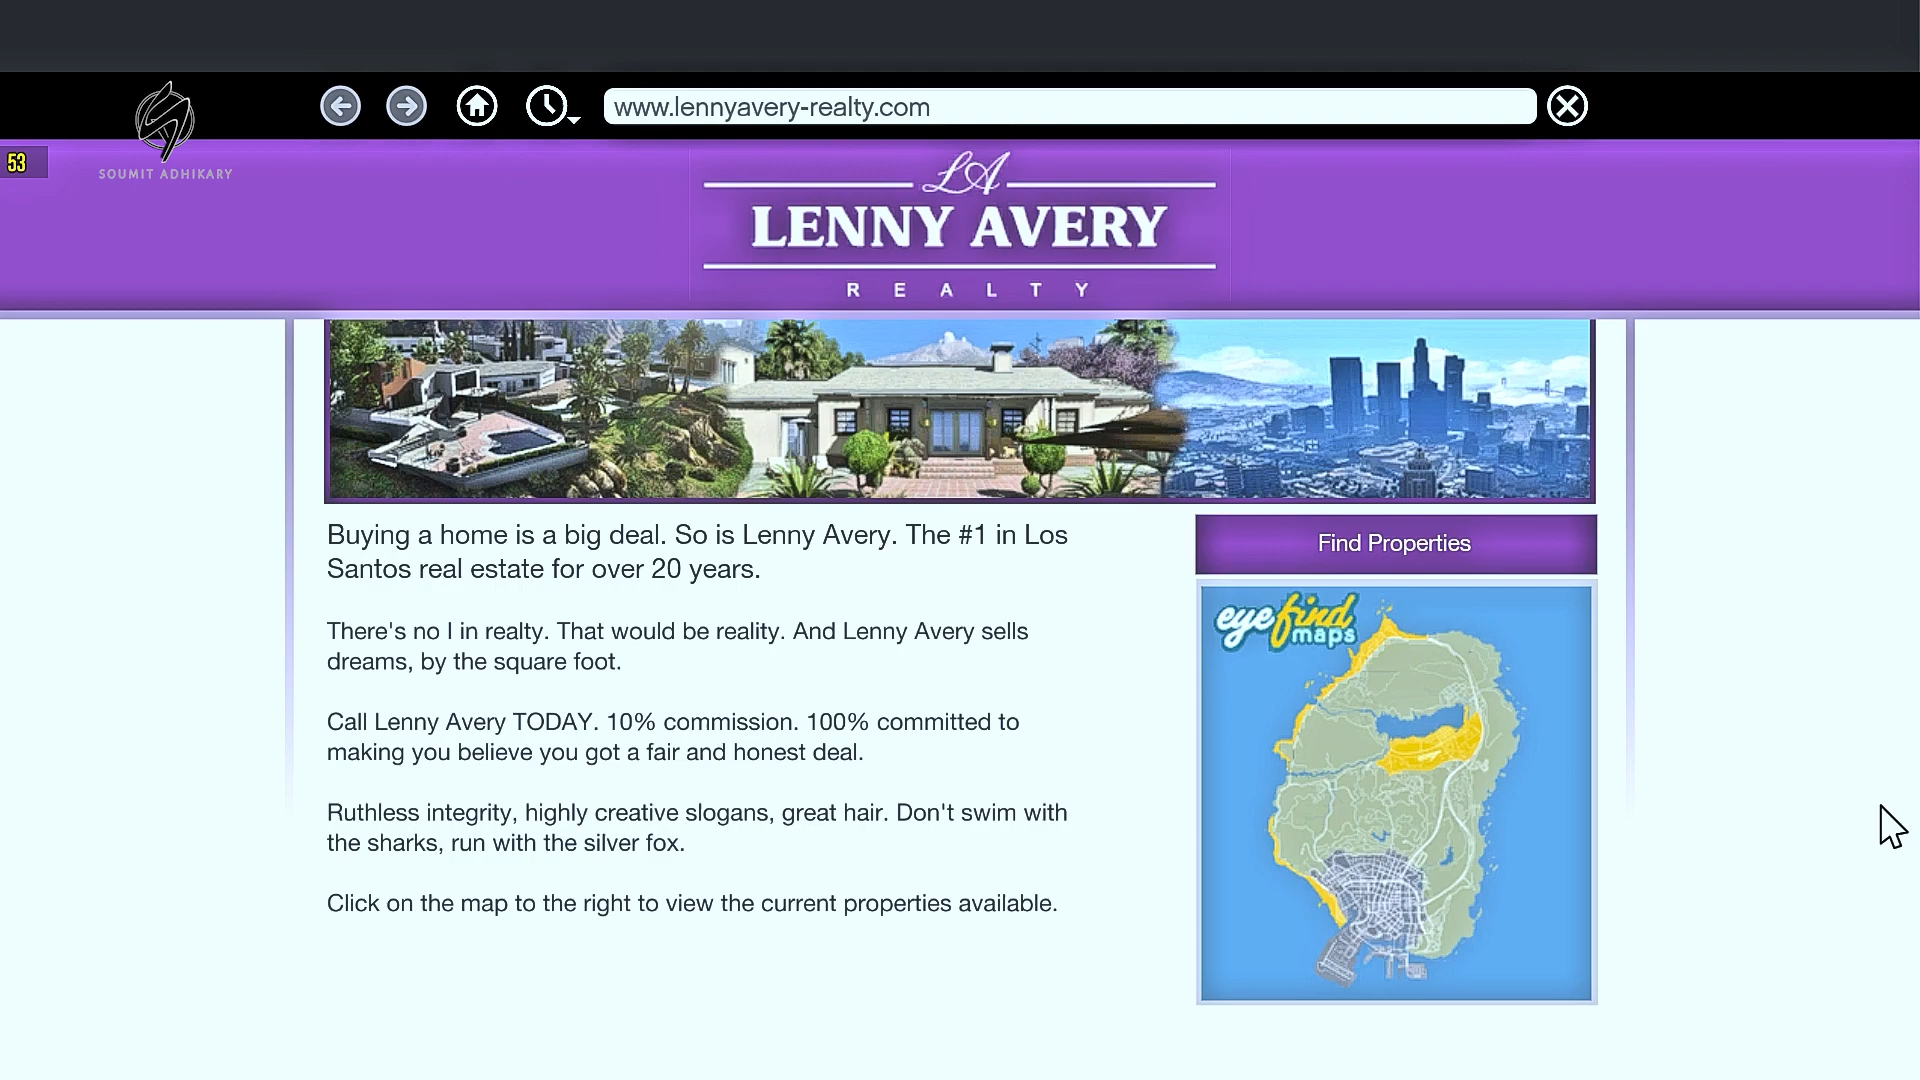 www.lennyavery-realty.com
53
SOUMIT ADHIKARY
LA
LENNY AVERY
REALTY
Buying a home is a big deal. So is Lenny Avery. The #1 in Los
Santos real estate for over 20 years.
There's no I in realty. That would be reality. And Lenny Avery sells
dreams, by the square foot.
Call Lenny Avery TODAY. 10% commission. 100% committed to
making you believe you got a fair and honest deal.
Ruthless integrity, highly creative slogans, great hair. Don't swim with
the sharks, run with the silver fox.
Click on the map to the right to view the current properties available.
Find Properties
eyefind
maps